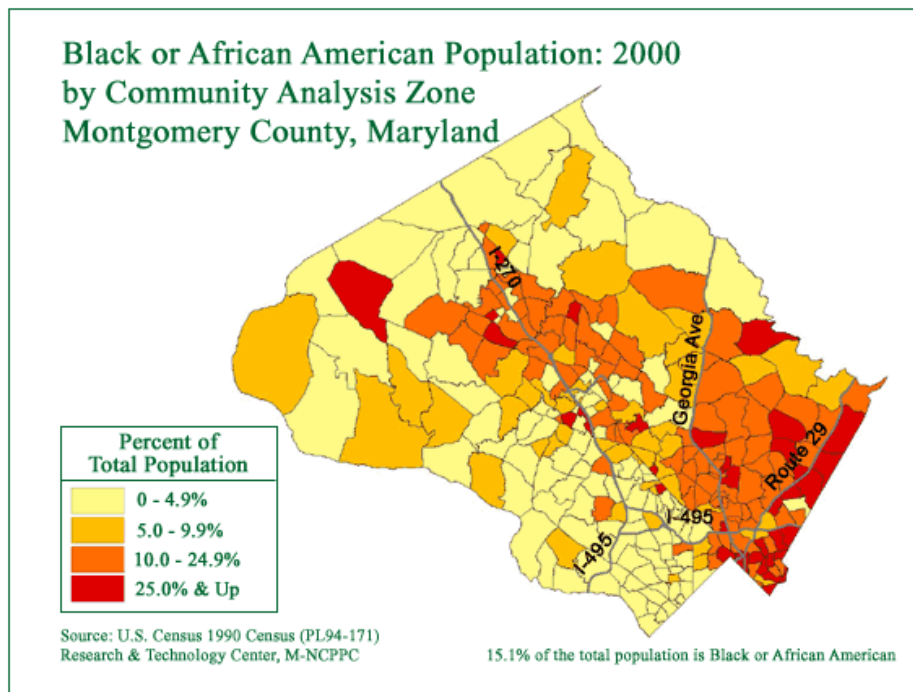 Black or African American Population: 2000
by Community Analysis Zone
Montgomery County, Maryland
I-270
Georgia Ave.
Route 29
I-495
I-495
Percent of
Total Population
0 - 4.9%
5.0 - 9.9%
10.0 - 24.9%
25.0% & Up
Source: U.S. Census 1990 Census (PL94-171)
Research & Technology Center, M-NCPPC
15.1% of the total population is Black or African American